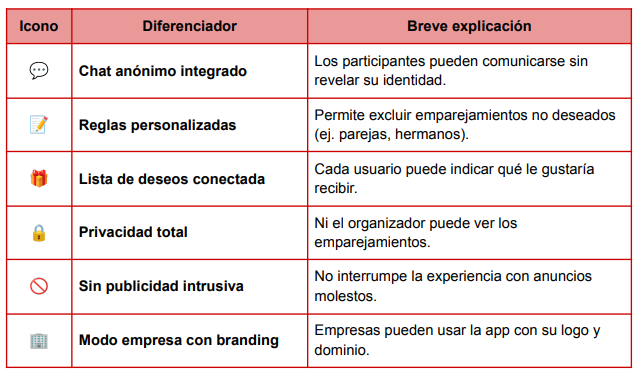 Icono Diferenciador Breve explicación
💬 Chat anónimo integrado Los participantes pueden comunicarse sin
revelar su identidad.
📝 Reglas personalizadas Permite excluir emparejamientos no deseados
(ej. parejas, hermanos).
🎁 Lista de deseos conectada Cada usuario puede indicar qué le gustaría
recibir.
🔒 Privacidad total Ni el organizador puede ver los
emparejamientos.
🚫 Sin publicidad intrusiva No interrumpe la experiencia con anuncios
molestos.
🏢 Modo empresa con branding Empresas pueden usar la app con su logo y
dominio.